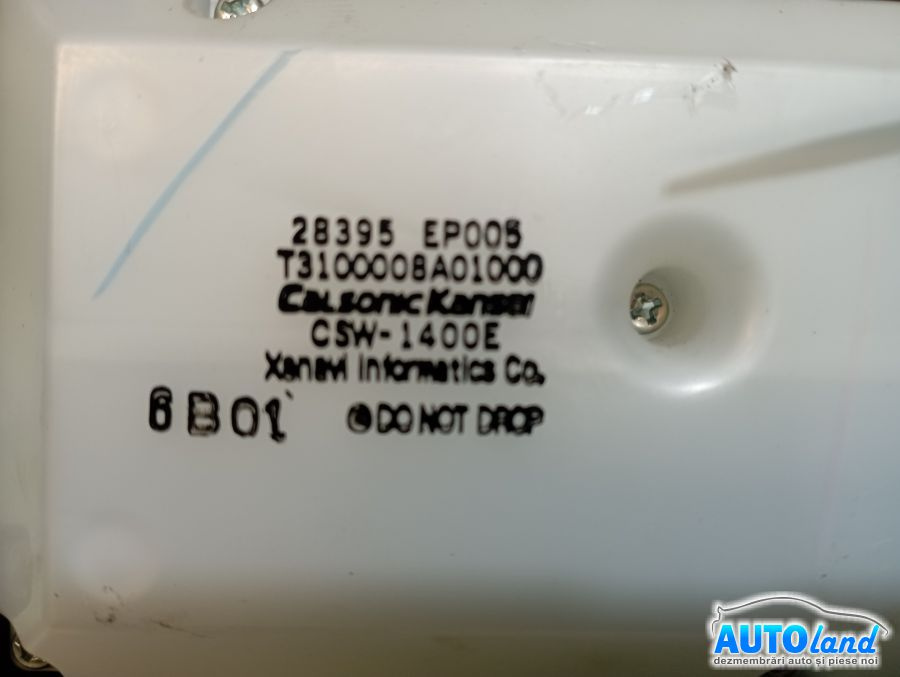 28395 EP005
T3100008A01000
Calsonic Kansei
CSW-1400E
Xanavi Informatics Co.
6B01
DO NOT DROP
AUTOland
dezmembrări auto și piese noi